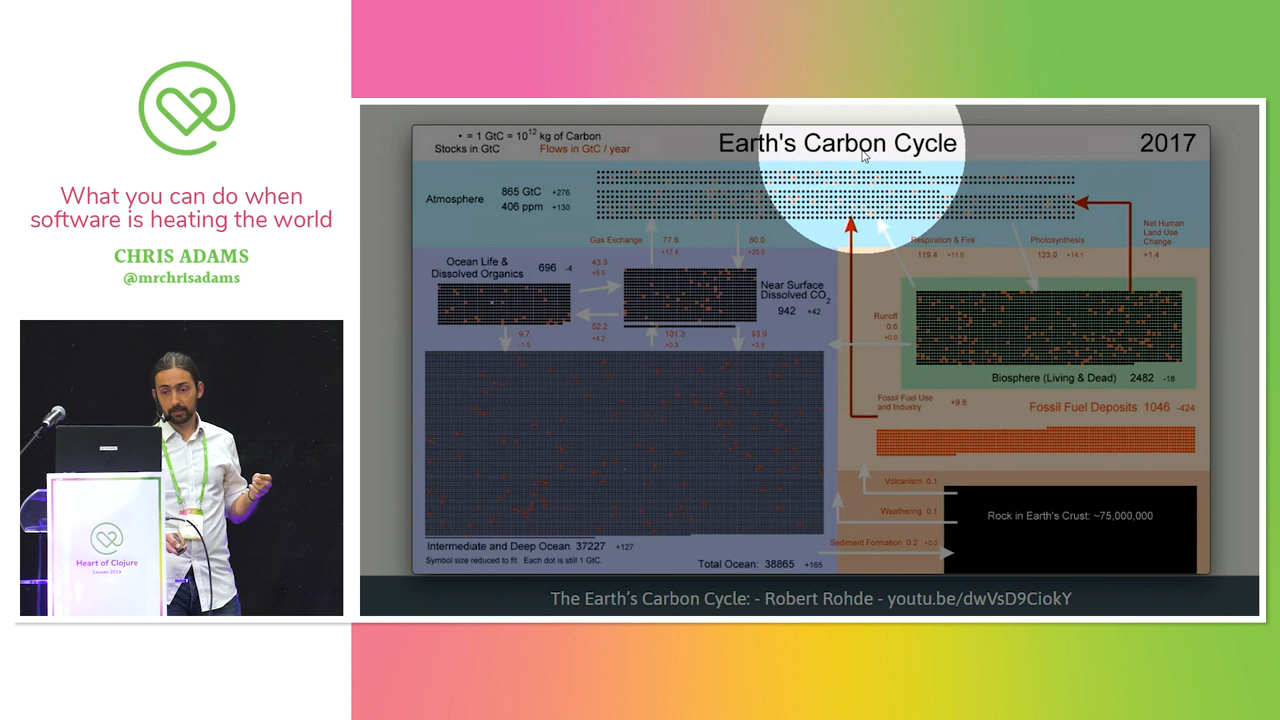 What you can do when
software is heating the world
CHRIS ADAMS
@mrchrisadams
Heart of Clojure
Leuven 2019
• = 1 GtC = 10¹² kg of Carbon
Stocks in GtC Flows in GtC / year
Earth's Carbon Cycle
2017
Atmosphere
865 GtC +276
406 ppm +130
Gas Exchange 77.8
+17.4
80.0
+20.0
Respiration & Fire
119.4 +11.6
Photosynthesis
123.0 +14.1
Net Human
Land Use
Change
+1.4
Ocean Life &
Dissolved Organics
696 -4
43.3
+5.9
52.2
+4.2
Near Surface
Dissolved CO₂
942 +42
9.7
-1.5
101.3
+0.3
93.9
+3.9
Runoff
0.6
+0.0
Biosphere (Living & Dead) 2482 -18
Fossil Fuel Use
and Industry
+9.8
Fossil Fuel Deposits 1046 -424
Volcanism 0.1
Weathering 0.1
Sediment Formation 0.2 +0.0
Rock in Earth's Crust: ~75,000,000
Intermediate and Deep Ocean 37227 +127
Symbol size reduced to fit. Each dot is still 1 GtC.
Total Ocean: 38865 +165
The Earth's Carbon Cycle: - Robert Rohde - youtu.be/dwVsD9CiokY